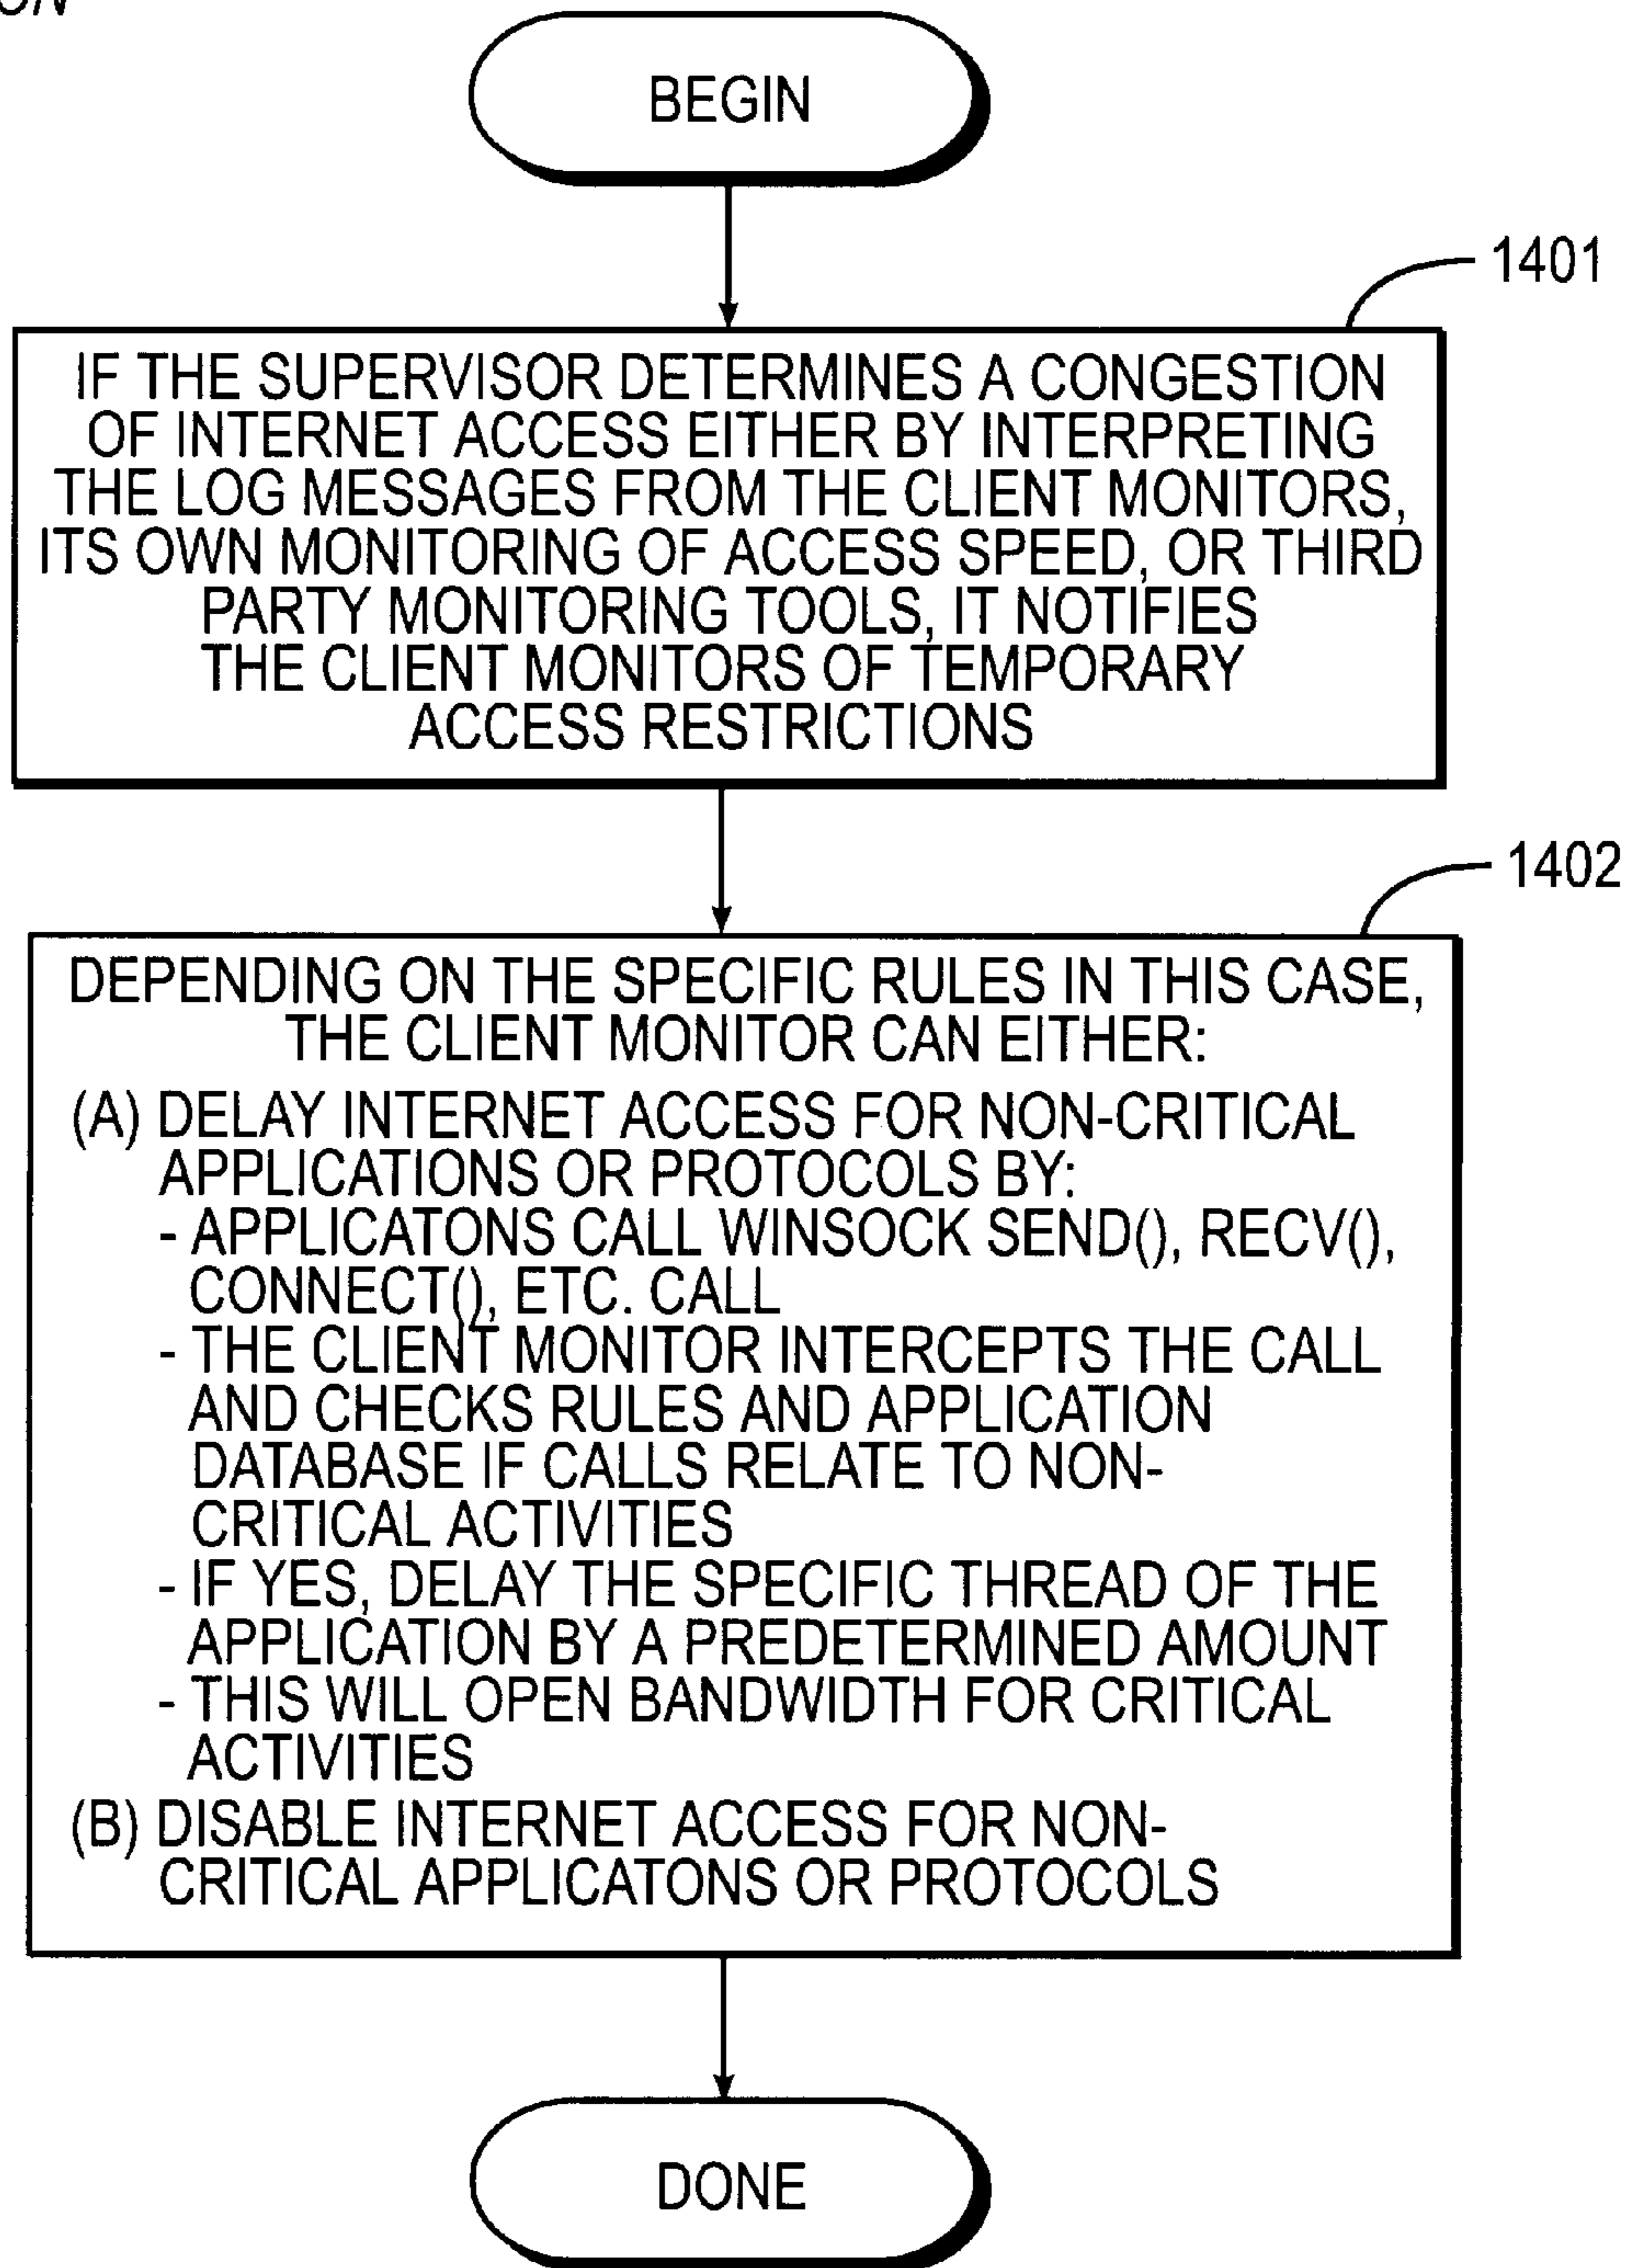 ON
BEGIN
1401
IF THE SUPERVISOR DETERMINES A CONGESTION
OF INTERNET ACCESS EITHER BY INTERPRETING
THE LOG MESSAGES FROM THE CLIENT MONITORS,
ITS OWN MONITORING OF ACCESS SPEED, OR THIRD
PARTY MONITORING TOOLS, IT NOTIFIES
THE CLIENT MONITORS OF TEMPORARY
ACCESS RESTRICTIONS
1402
DEPENDING ON THE SPECIFIC RULES IN THIS CASE,
THE CLIENT MONITOR CAN EITHER:
(A) DELAY INTERNET ACCESS FOR NON-CRITICAL
APPLICATIONS OR PROTOCOLS BY:
- APPLICATONS CALL WINSOCK SEND(), RECV(),
CONNECT(), ETC. CALL
- THE CLIENT MONITOR INTERCEPTS THE CALL
AND CHECKS RULES AND APPLICATION
DATABASE IF CALLS RELATE TO NON-
CRITICAL ACTIVITIES
- IF YES, DELAY THE SPECIFIC THREAD OF THE
APPLICATION BY A PREDETERMINED AMOUNT
- THIS WILL OPEN BANDWIDTH FOR CRITICAL
ACTIVITIES
(B) DISABLE INTERNET ACCESS FOR NON-
CRITICAL APPLICATONS OR PROTOCOLS
DONE